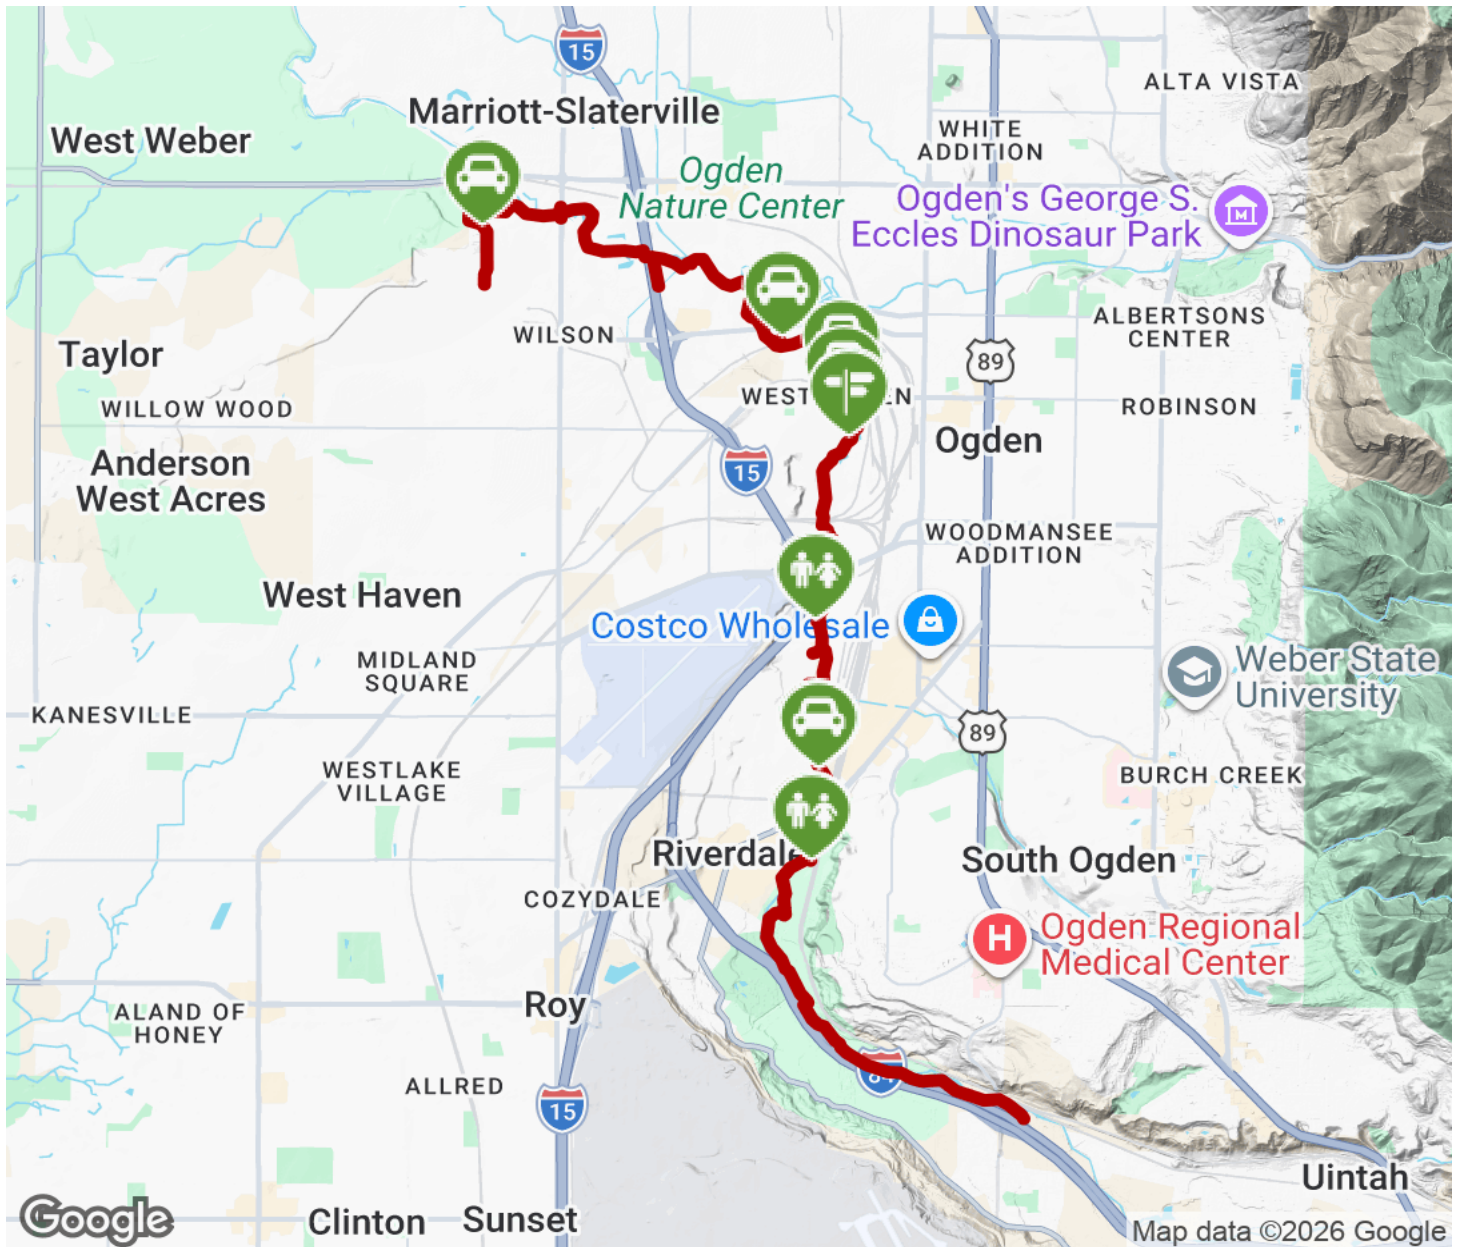 15
ALTA VISTA
Marriott-Slaterville
West Weber
WHITE
ADDITION
Ogden
Nature Center
Ogden's George S.
Eccles Dinosaur Park
M
ALBERTSONS
CENTER
WILSON
Taylor
89
WILLOW WOOD
WEST
EN
ROBINSON
Ogden
Anderson
West Acres
15
WOODMANSEE
ADDITION
West Haven
Costco Wholesale
MIDLAND
SQUARE
Weber State
University
KANESVILLE
89
WESTLAKE
VILLAGE
BURCH CREEK
Riverdale
South Ogden
COZYDALE
H
Ogden Regional
Medical Center
Roy
ALAND OF
HONEY
84
ALLRED
15
Uintah
Google
Clinton
Sunset
Map data ©2026 Google